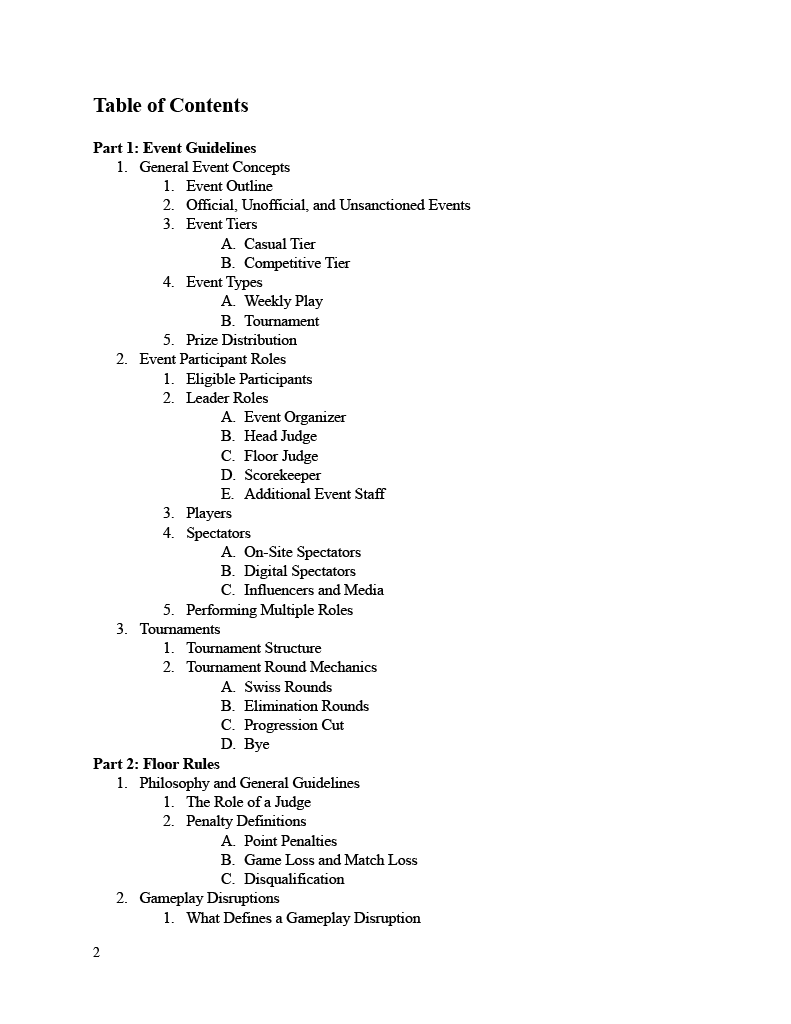 Table of Contents
Part 1: Event Guidelines
1. General Event Concepts
1. Event Outline
2. Official, Unofficial, and Unsanctioned Events
3. Event Tiers
A. Casual Tier
B. Competitive Tier
4. Event Types
A. Weekly Play
B. Tournament
5. Prize Distribution
2. Event Participant Roles
1. Eligible Participants
2. Leader Roles
A. Event Organizer
B. Head Judge
C. Floor Judge
D. Scorekeeper
E. Additional Event Staff
3. Players
4. Spectators
A. On-Site Spectators
B. Digital Spectators
C. Influencers and Media
5. Performing Multiple Roles
3. Tournaments
1. Tournament Structure
2. Tournament Round Mechanics
A. Swiss Rounds
B. Elimination Rounds
C. Progression Cut
D. Bye
Part 2: Floor Rules
1. Philosophy and General Guidelines
1. The Role of a Judge
2. Penalty Definitions
A. Point Penalties
B. Game Loss and Match Loss
C. Disqualification
2. Gameplay Disruptions
1. What Defines a Gameplay Disruption
2